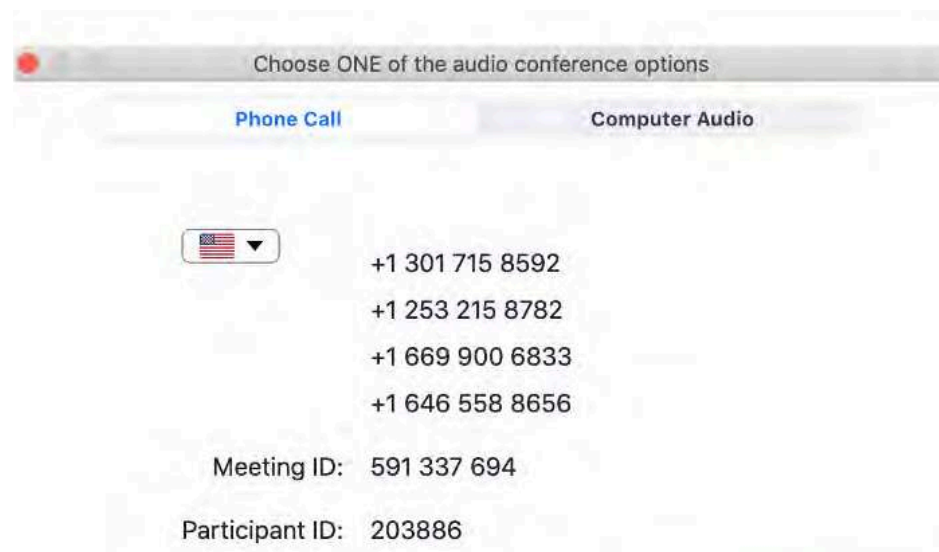 Choose ONE of the audio conference options
Phone Call Computer Audio
+1 301 715 8592
+1 253 215 8782
+1 669 900 6833
+1 646 558 8656
Meeting ID: 591 337 694
Participant ID: 203886